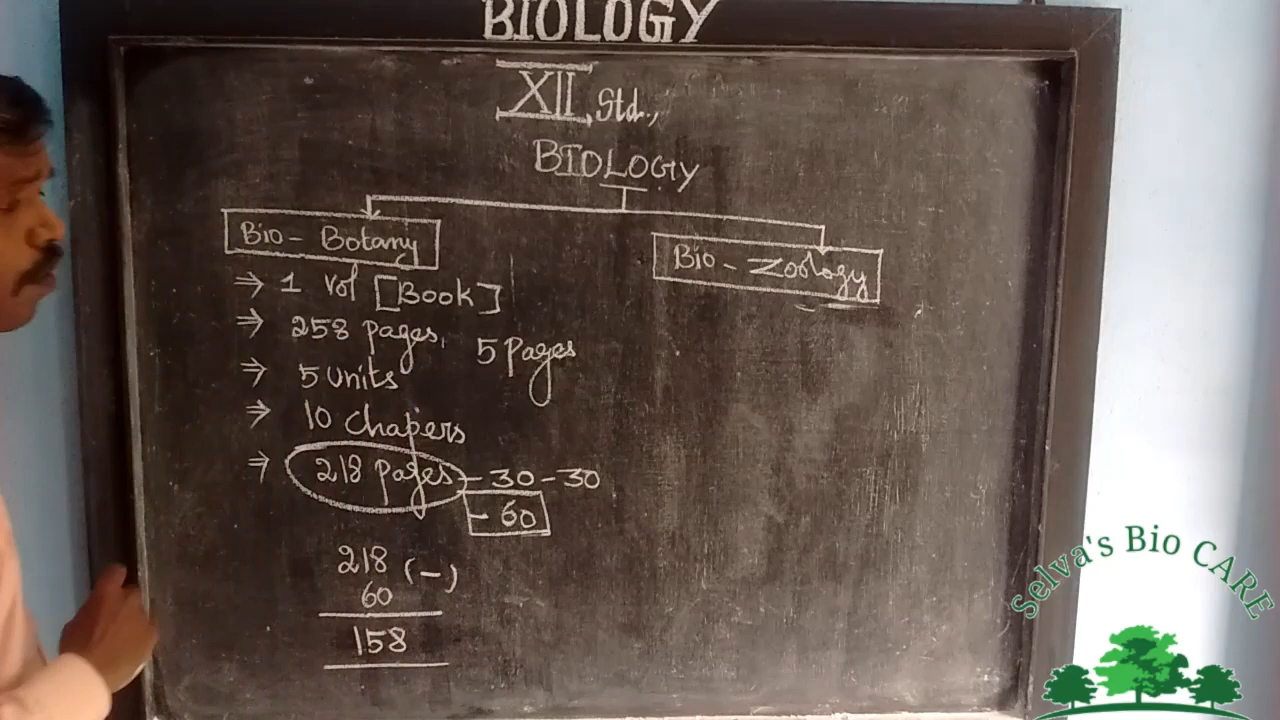 BIOLOGY
XII Std.,
BIOLOGY
Bio - Botany
Bio - Zoology
⇒ 1 vol [Book]
⇒ 258 pages, 5 Pages
⇒ 5 units
⇒ 10 chapers
⇒ 218 pages - 30 - 30
- 60
218 (-)
60
158
Selva's Bio CARE